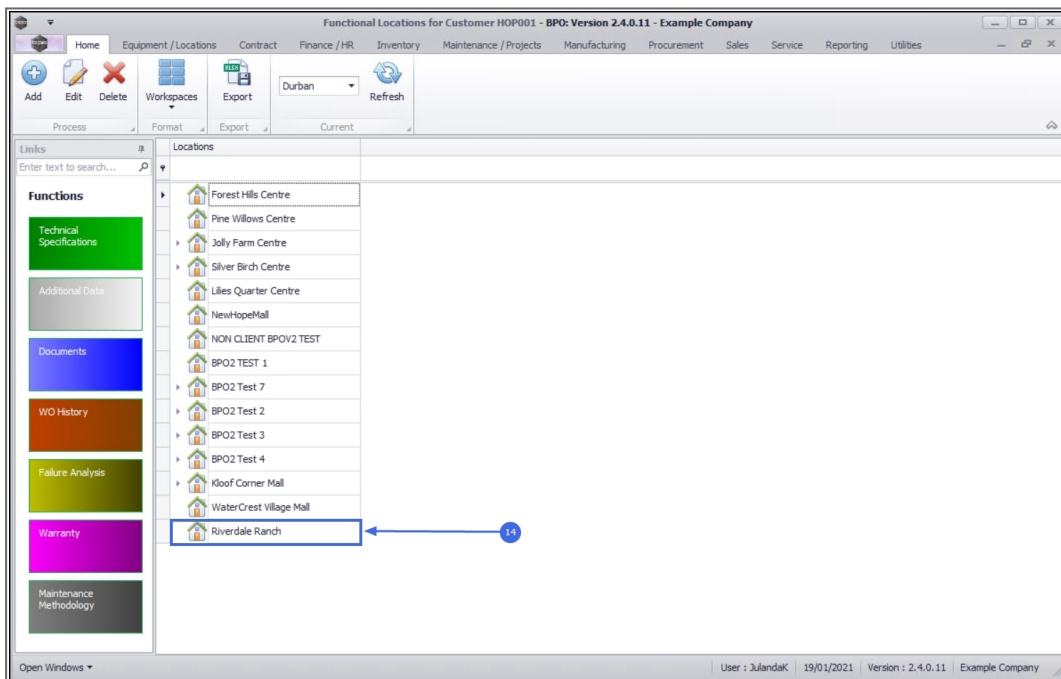 Functional Locations for Customer HOP001 - BPO: Version 2.4.0.11 - Example Company
Home Equipment / Locations Contract Finance / HR Inventory Maintenance / Projects Manufacturing Procurement Sales Service Reporting Utilities
XLSX
Durban
Add Edit Delete Workspaces Export Refresh
Process Format Export Current
Links
Enter text to search...
Functions
Technical
Specifications
Additional Data
Documents
WO History
Failure Analysis
Warranty
Maintenance
Methodology
Locations
Forest Hills Centre
Pine Willows Centre
Jolly Farm Centre
Silver Birch Centre
Lilies Quarter Centre
NewHopeMall
NON CLIENT BPOV2 TEST
BPO2 TEST 1
BPO2 Test 7
BPO2 Test 2
BPO2 Test 3
BPO2 Test 4
Kloof Corner Mall
WaterCrest Village Mall
Riverdale Ranch
14
Open Windows
User : JulandaK 19/01/2021 Version : 2.4.0.11 Example Company